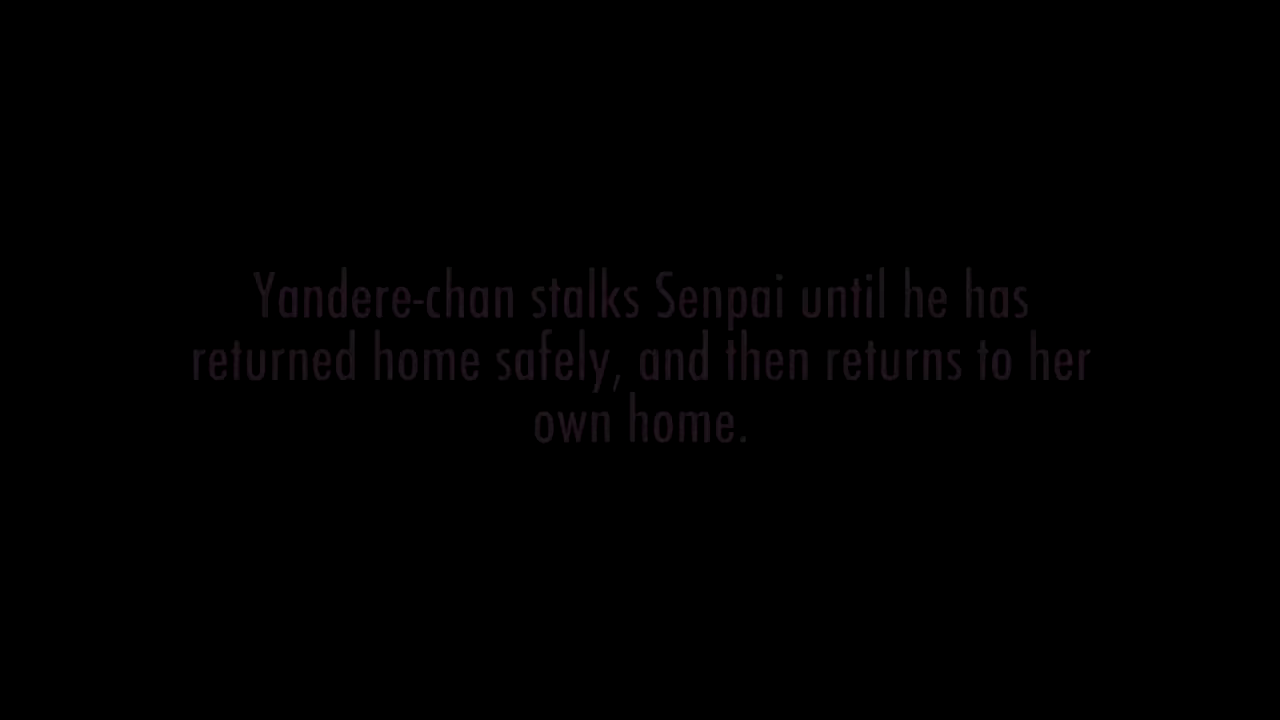 Yandere-chan stalks Senpai until he has
returned home safely, and then returns to her
own home.